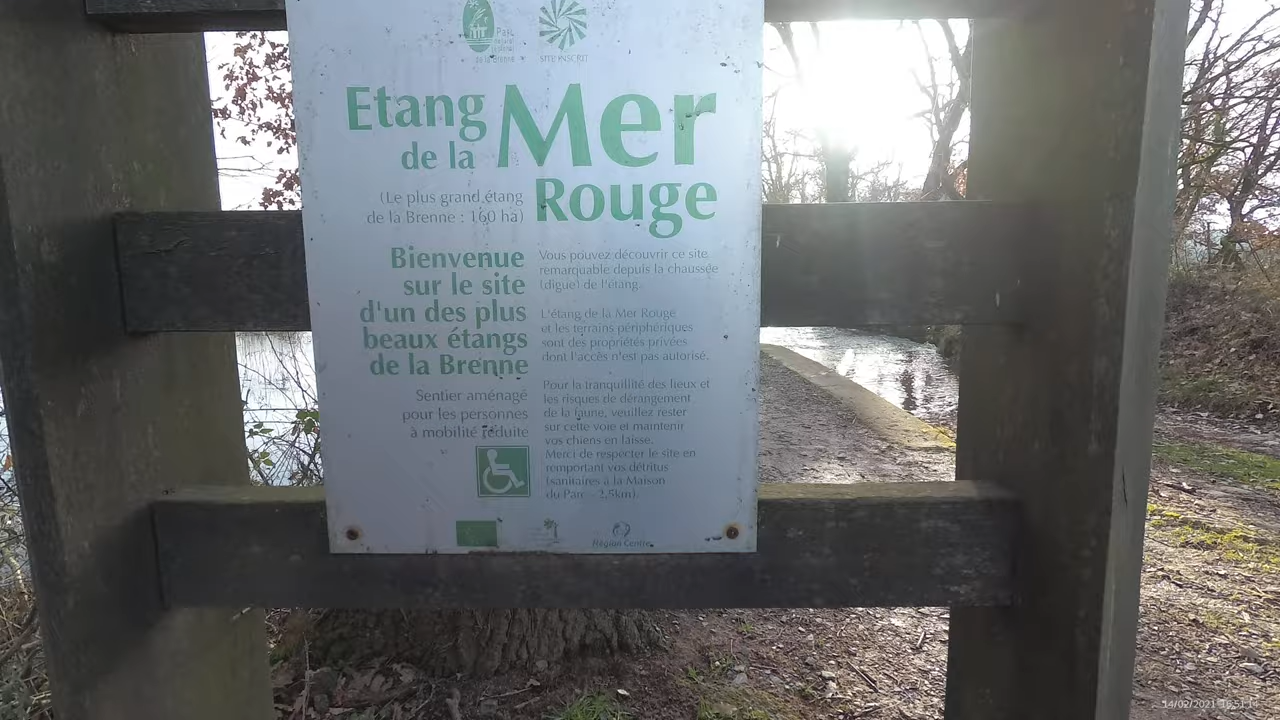 Parc
naturel
régional
de la Brenne
SITE INSCRIT
Etang
de la
Mer
Rouge
(Le plus grand étang
de la Brenne : 160 ha)
Bienvenue
sur le site
d'un des plus
beaux étangs
de la Brenne
Sentier aménagé
pour les personnes
à mobilité réduite
Vous pouvez découvrir ce site
remarquable depuis la chaussée
(digue) de l'étang.
L'étang de la Mer Rouge
et les terrains périphériques
sont des propriétés privées
dont l'accès n'est pas autorisé.
Pour la tranquilité des lieux et
les risques de dérangement
de la faune, veuillez rester
sur cette voie et maintenir
vos chiens en laisse.
Merci de respecter le site en
remportant vos détritus
(sanitaires à la Maison
du Parc - 2,5km).
Région Centre
14/02/2021 16:51:14